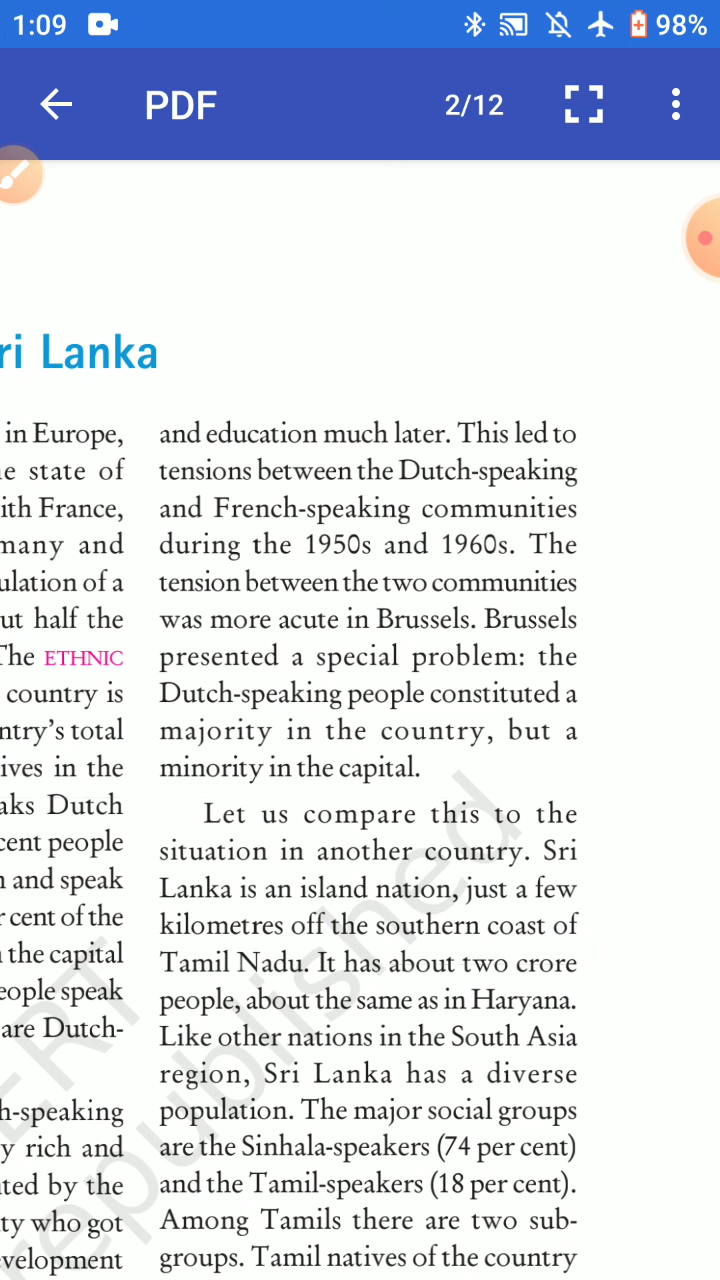 1:09
98%
PDF
2/12
ri Lanka
in Europe,
e state of
ith France,
many and
ulation of a
ut half the
The ETHNIC
country is
ntry's total
ives in the
aks Dutch
cent people
n and speak
r cent of the
the capital
eople speak
are Dutch-
h-speaking
y rich and
ted by the
ty who got
evelopment
and education much later. This led to
tensions between the Dutch-speaking
and French-speaking communities
during the 1950s and 1960s. The
tension between the two communities
was more acute in Brussels. Brussels
presented a special problem: the
Dutch-speaking people constituted a
majority in the country, but a
minority in the capital.
Let us compare this to the
situation in another country. Sri
Lanka is an island nation, just a few
kilometres off the southern coast of
Tamil Nadu. It has about two crore
people, about the same as in Haryana.
Like other nations in the South Asia
region, Sri Lanka has a diverse
population. The major social groups
are the Sinhala-speakers (74 per cent)
and the Tamil-speakers (18 per cent).
Among Tamils there are two sub-
groups. Tamil natives of the country
ERT
republished